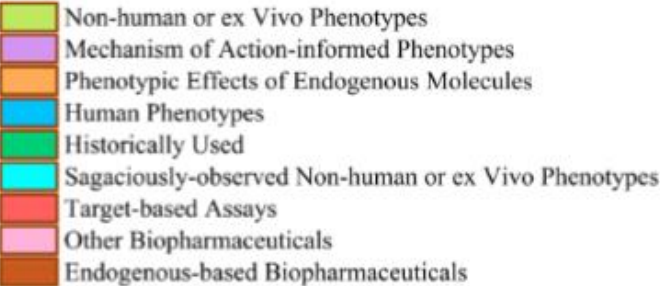 Non-human or ex Vivo Phenotypes
Mechanism of Action-informed Phenotypes
Phenotypic Effects of Endogenous Molecules
Human Phenotypes
Historically Used
Sagaciously-observed Non-human or ex Vivo Phenotypes
Target-based Assays
Other Biopharmaceuticals
Endogenous-based Biopharmaceuticals